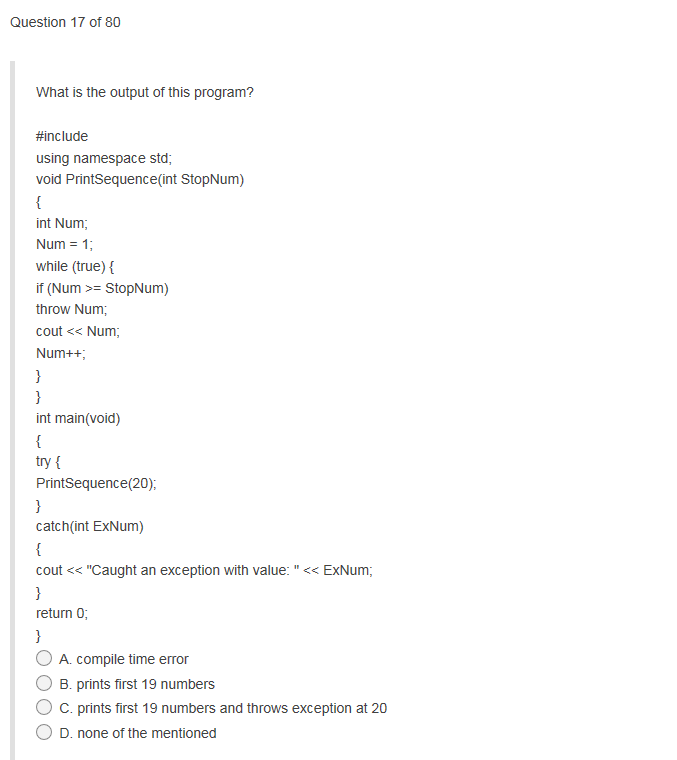 Question 17 of 80
What is the output of this program?
#include
using namespace std;
void PrintSequence(int StopNum)
{
int Num;
Num = 1;
while (true) {
if (Num >= StopNum)
throw Num;
cout << Num;
Num++;
}
}
int main(void)
{
try {
PrintSequence(20);
}
catch(int ExNum)
{
cout << "Caught an exception with value: " << ExNum;
}
return 0;
}
A. compile time error
B. prints first 19 numbers
C. prints first 19 numbers and throws exception at 20
D. none of the mentioned